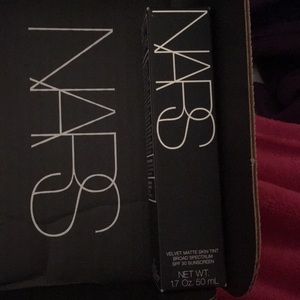 NARS
NARS
VELVET MATTE SKIN TINT
BROAD SPECTRUM
SPF 30 SUNSCREEN
NET WT.
1.7 Oz. 50 mL